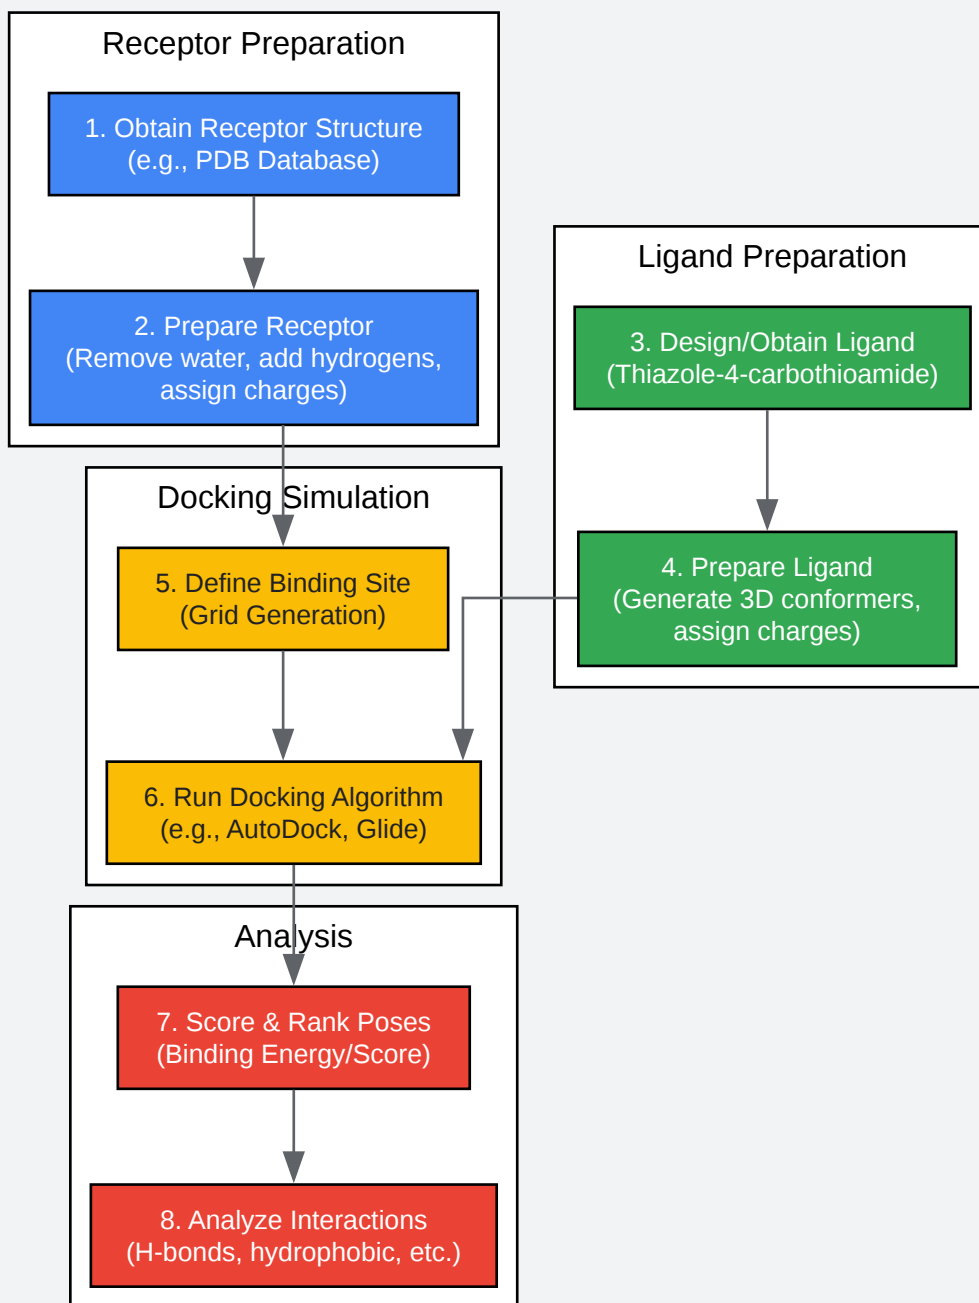 Receptor Preparation
1. Obtain Receptor Structure
(e.g., PDB Database)
2. Prepare Receptor
(Remove water, add hydrogens,
assign charges)
Ligand Preparation
3. Design/Obtain Ligand
(Thiazole-4-carbothioamide)
4. Prepare Ligand
(Generate 3D conformers,
assign charges)
Docking Simulation
5. Define Binding Site
(Grid Generation)
6. Run Docking Algorithm
(e.g., AutoDock, Glide)
Analysis
7. Score & Rank Poses
(Binding Energy/Score)
8. Analyze Interactions
(H-bonds, hydrophobic, etc.)